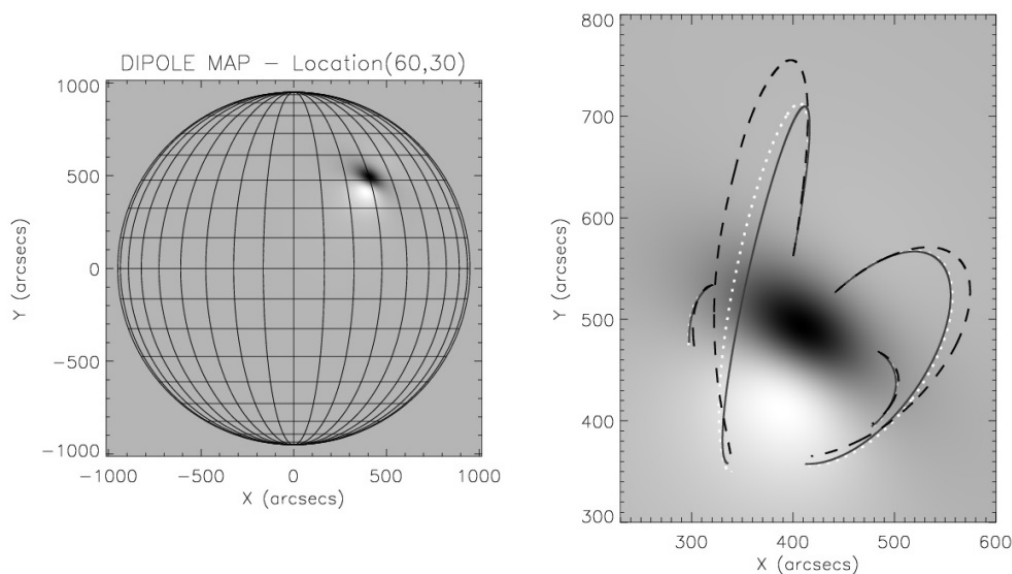 DIPOLE MAP - Location(60,30)
1000
500
0
-500
-1000
Y (arcsecs)
-1000 -500 0 500 1000
X (arcsecs)
800
700
600
500
400
300
Y (arcsecs)
300 400 500 600
X (arcsecs)